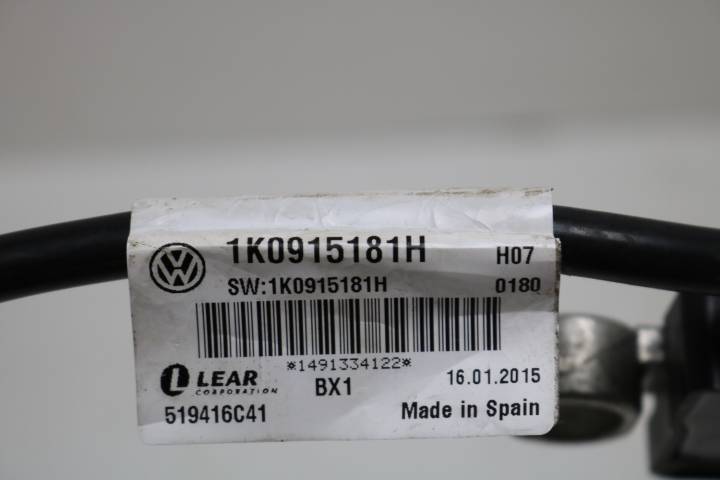 1K0915181H H07
SW:1K0915181H 0180
*1491334122*
LEAR BX1 16.01.2015
CORPORATION
519416C41 Made in Spain